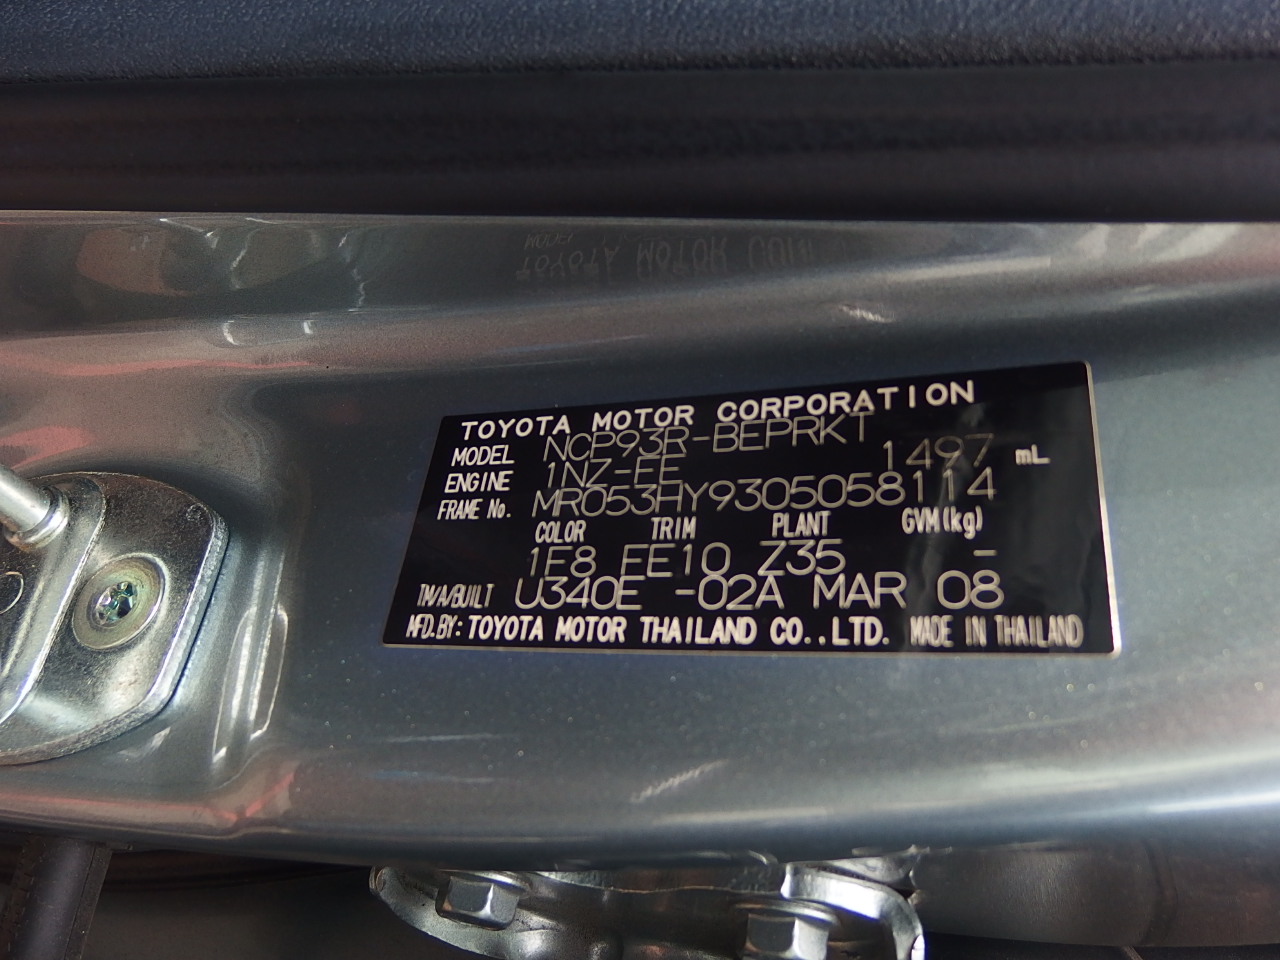 TOYOTA MOTOR CORPORATION
MODEL NCP93R-BEPRKT
ENGINE 1NZ-FE 1497 mL
FRAME No. MR053HY9305058114
COLOR TRIM PLANT GVM(kg)
1F8 FE10 Z35 -
TM/A/BUILT U340E -02A MAR 08
MFD.BY: TOYOTA MOTOR THAILAND CO.,LTD. MADE IN THAILAND